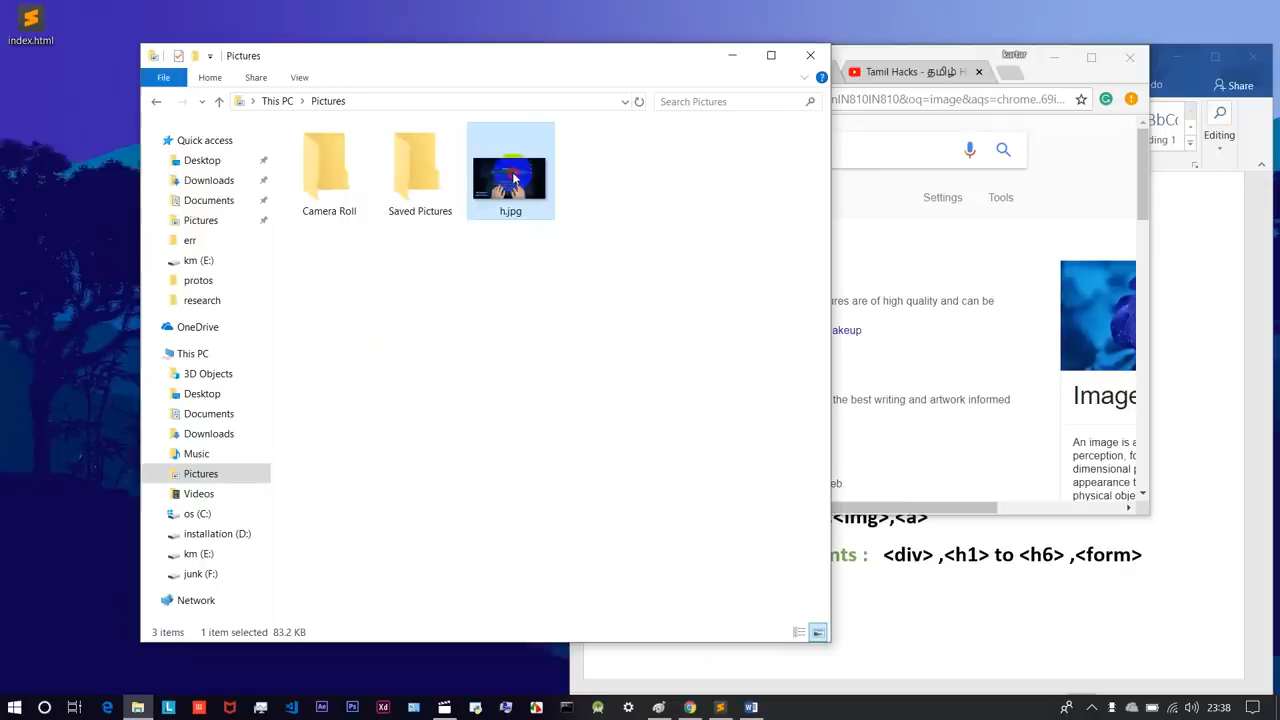 index.html
Pictures
File
Home
Share
View
This PC
Pictures
Search Pictures
Quick access
Desktop
Downloads
Documents
Pictures
err
km (E:)
protos
research
OneDrive
This PC
3D Objects
Desktop
Documents
Downloads
Music
Pictures
Videos
os (C:)
installation (D:)
km (E:)
junk (F:)
Network
Camera Roll
Saved Pictures
h.jpg
3 items 1 item selected 83.2 KB
kartar
Tamil Hacks - தமிழ் H
nIN810IN810&oq=image&aqs=chrome..69i...
Settings
Tools
ures are of high quality and can be
akeup
the best writing and artwork informed
eb.
Image
An image is a
perception, fo
dimensional p
appearance t
physical obje
do
Share
Editing
ing 1
<img>,<a>
nts : <div> ,<h1> to <h6> ,<form>
23:38